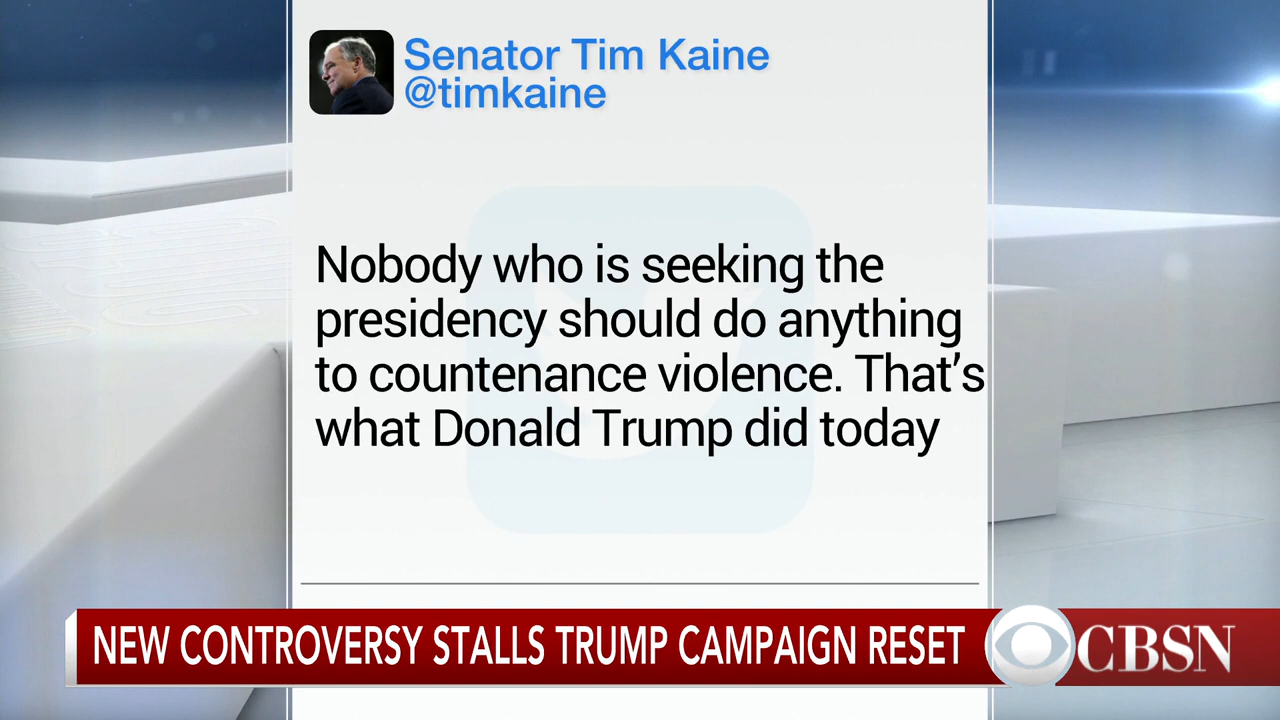 Senator Tim Kaine
@timkaine
Nobody who is seeking the
presidency should do anything
to countenance violence. That's
what Donald Trump did today
NEW CONTROVERSY STALLS TRUMP CAMPAIGN RESET
CBSN